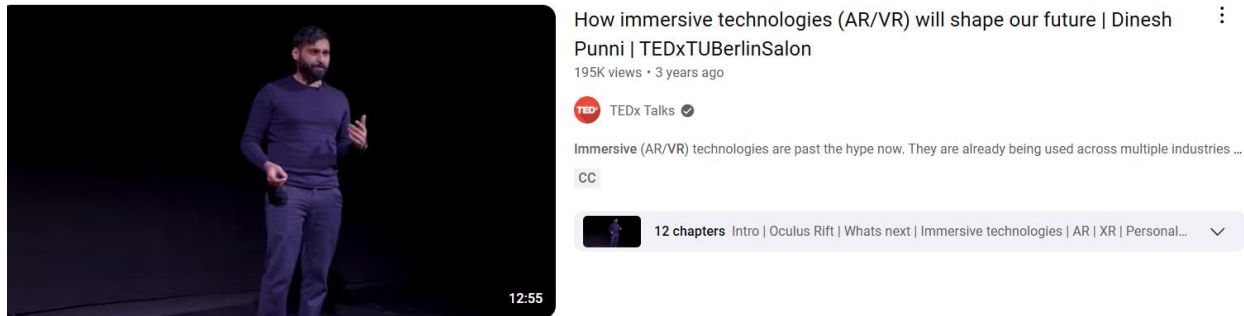 How immersive technologies (AR/VR) will shape our future | Dinesh
Punni | TEDxTUBerlinSalon
195K views • 3 years ago
TEDx TEDx Talks
Immersive (AR/VR) technologies are past the hype now. They are already being used across multiple industries ...
CC
12 chapters Intro | Oculus Rift | Whats next | Immersive technologies | AR | XR | Personal...
12:55